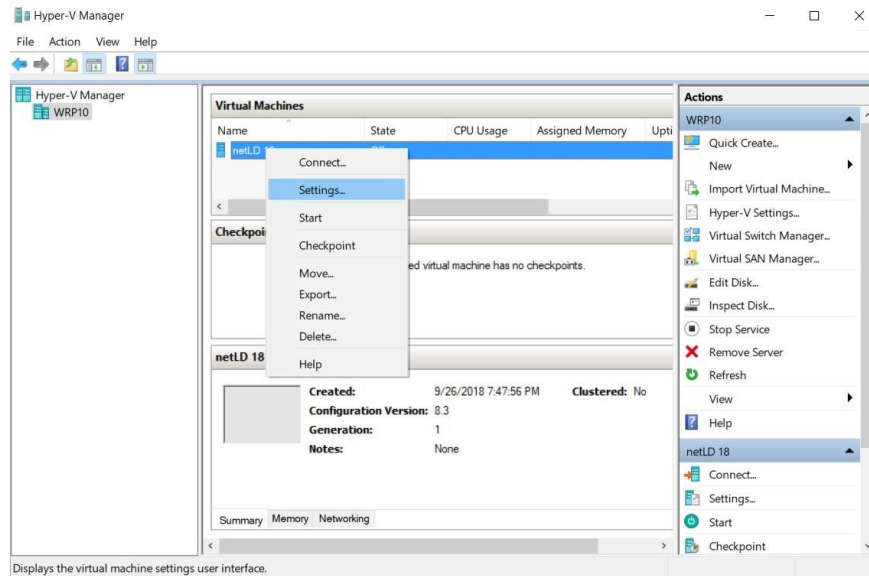 Hyper-V Manager
File Action View Help
Hyper-V Manager
WRP10
Virtual Machines
Name State CPU Usage Assigned Memory Upti
netLD
Connect...
Settings...
Start
Checkpoint
Move...
Export...
Rename...
Delete...
Help
Checkpoi
ed virtual machine has no checkpoints.
netLD 18
Created: 9/26/2018 7:47:56 PM Clustered: No
Configuration Version: 8.3
Generation: 1
Notes: None
Summary Memory Networking
Actions
WRP10
Quick Create...
New
Import Virtual Machine...
Hyper-V Settings...
Virtual Switch Manager...
Virtual SAN Manager...
Edit Disk...
Inspect Disk...
Stop Service
Remove Server
Refresh
View
Help
netLD 18
Connect...
Settings...
Start
Checkpoint
Displays the virtual machine settings user interface.